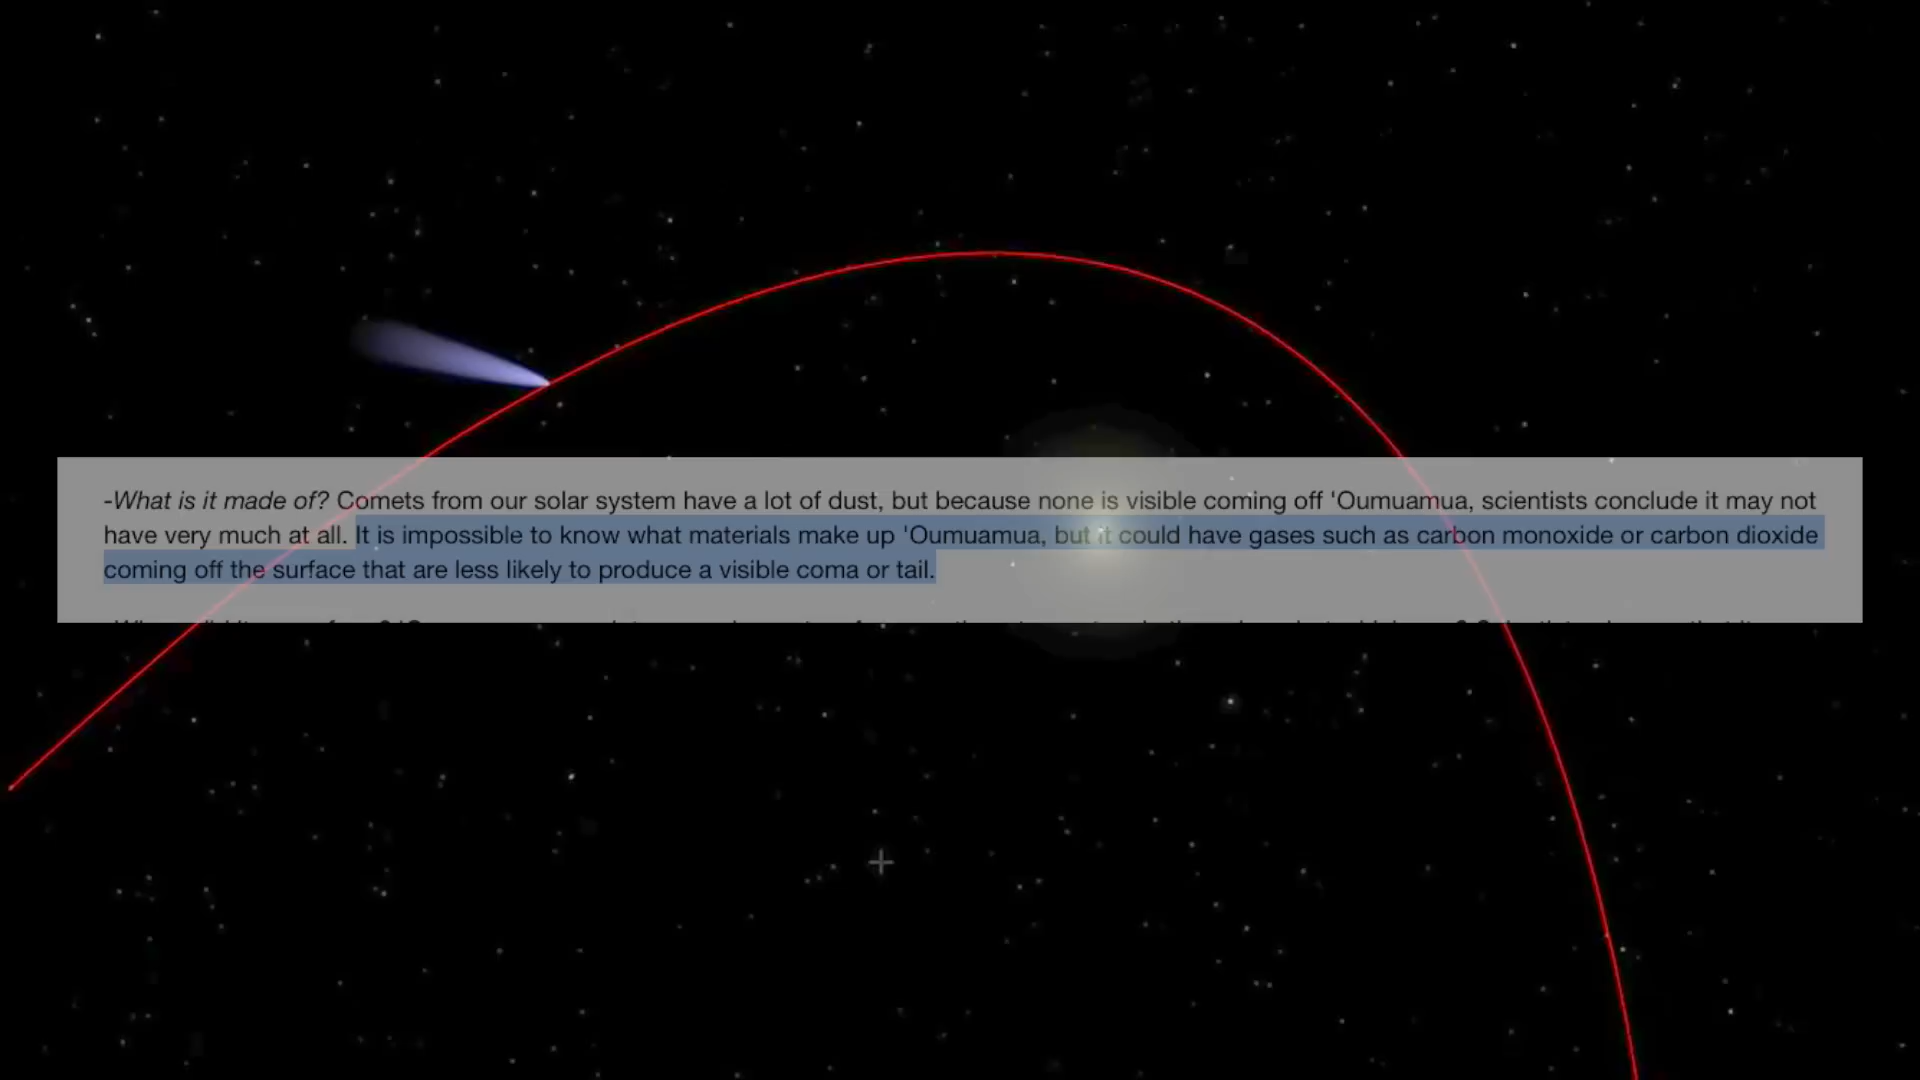 -What is it made of? Comets from our solar system have a lot of dust, but because none is visible coming off 'Oumuamua, scientists conclude it may not
have very much at all. It is impossible to know what materials make up 'Oumuamua, but it could have gases such as carbon monoxide or carbon dioxide
coming off the surface that are less likely to produce a visible coma or tail.